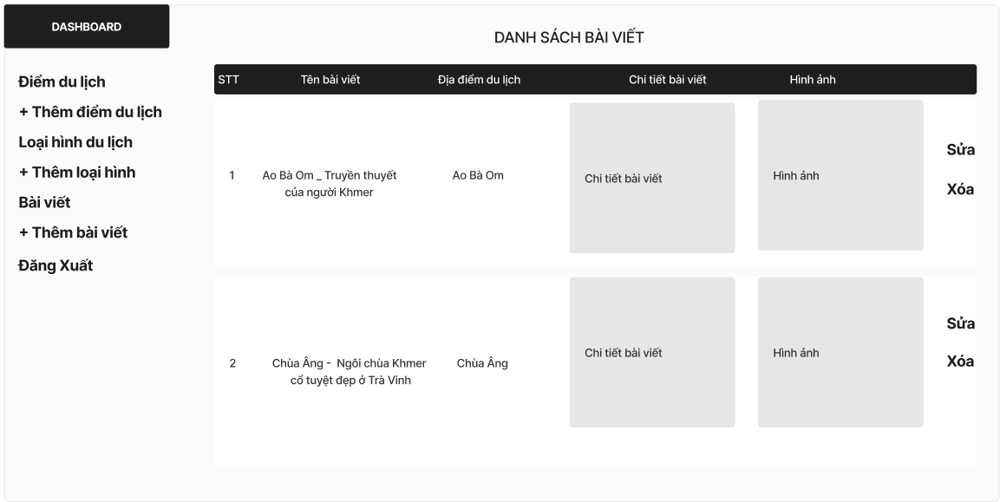 DASHBOARD
Điểm du lịch
+ Thêm điểm du lịch
Loại hình du lịch
+ Thêm loại hình
Bài viết
+ Thêm bài viết
Đăng Xuất
DANH SÁCH BÀI VIẾT
STT Tên bài viết Địa điểm du lịch Chi tiết bài viết Hình ảnh
1
Ao Bà Om _ Truyền thuyết
của người Khmer
Ao Bà Om
Chi tiết bài viết
Hình ảnh
Sửa
Xóa
2
Chùa Âng - Ngôi chùa Khmer
cổ tuyệt đẹp ở Trà Vinh
Chùa Âng
Chi tiết bài viết
Hình ảnh
Sửa
Xóa